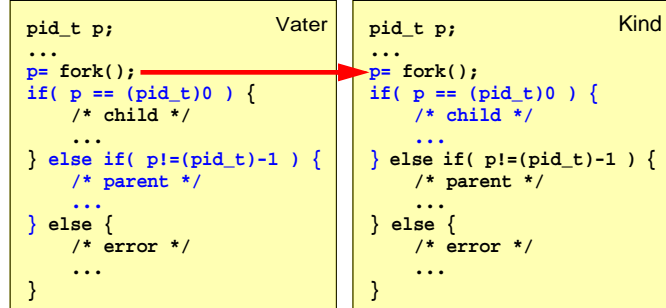 Vater
pid_t p;
...
p= fork();
if( p == (pid_t)0 ) {
    /* child */
    ...
} else if( p!=(pid_t)-1 ) {
    /* parent */
    ...
} else {
    /* error */
    ...
}
Kind
pid_t p;
...
p= fork();
if( p == (pid_t)0 ) {
    /* child */
    ...
} else if( p!=(pid_t)-1 ) {
    /* parent */
    ...
} else {
    /* error */
    ...
}